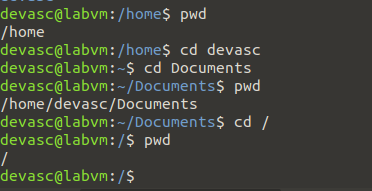 devasc@labvm:/home$ pwd
/home
devasc@labvm:/home$ cd devasc
devasc@labvm:~$ cd Documents
devasc@labvm:~/Documents$ pwd
/home/devasc/Documents
devasc@labvm:~/Documents$ cd /
devasc@labvm:/$ pwd
/
devasc@labvm:/$